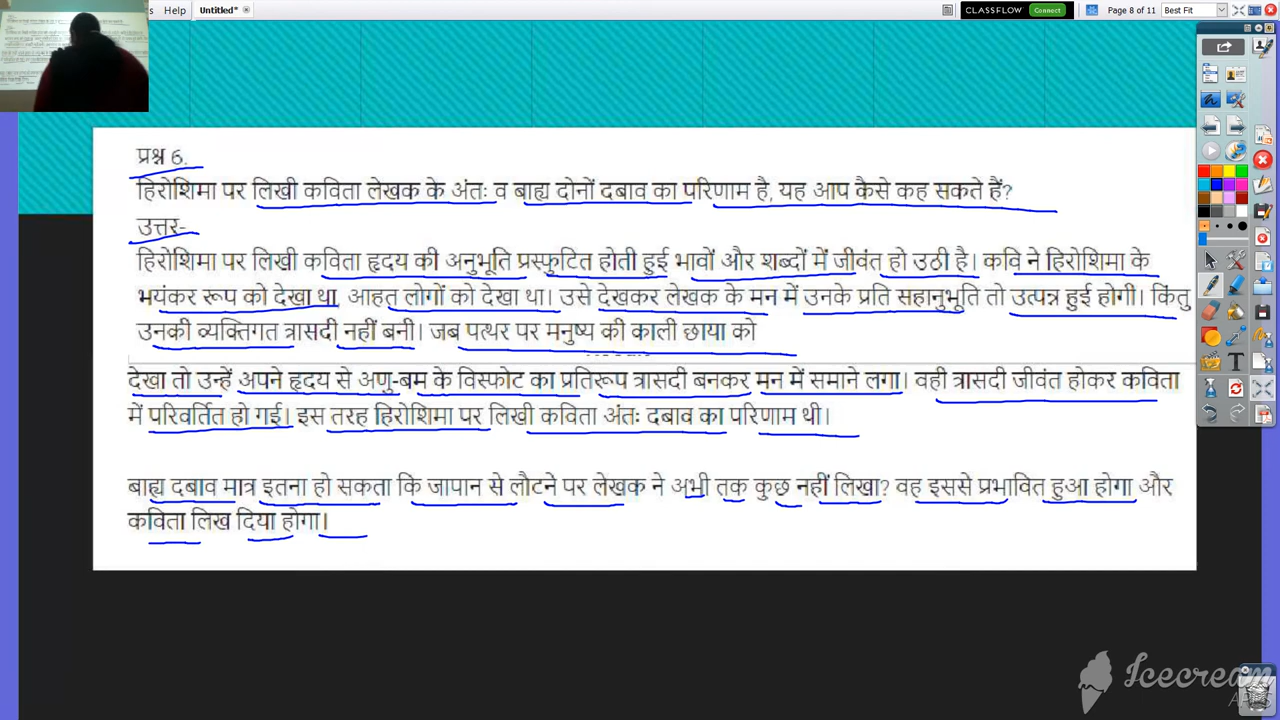 s Help Untitled* CLASSFLOW Connect Page 8 of 11 Best Fit
प्रश्न 6.
हिरोशिमा पर लिखी कविता लेखक के अंतः व बाह्य दोनों दबाव का परिणाम है, यह आप कैसे कह सकते हैं?
उत्तर-
हिरोशिमा पर लिखी कविता हृदय की अनुभूति प्रस्फुटित होती हुई भावों और शब्दों में जीवंत हो उठी है। कवि ने हिरोशिमा के
भयंकर रूप को देखा था आहत लोगों को देखा था। उसे देखकर लेखक के मन में उनके प्रति सहानुभूति तो उत्पन्न हुई होगी। किंतु
उनकी व्यक्तिगत त्रासदी नहीं बनी। जब पत्थर पर मनुष्य की काली छाया को
देखा तो उन्हें अपने हृदय से अणु-बम के विस्फोट का प्रतिरूप त्रासदी बनकर मन में समाने लगा। वही त्रासदी जीवंत होकर कविता
में परिवर्तित हो गई। इस तरह हिरोशिमा पर लिखी कविता अंतः दबाव का परिणाम थी।
बाह्य दबाव मात्र इतना हो सकता कि जापान से लौटने पर लेखक ने अभी तक कुछ नहीं लिखा? वह इससे प्रभावित हुआ होगा और
कविता लिख दिया होगा।
Icecream
APPS